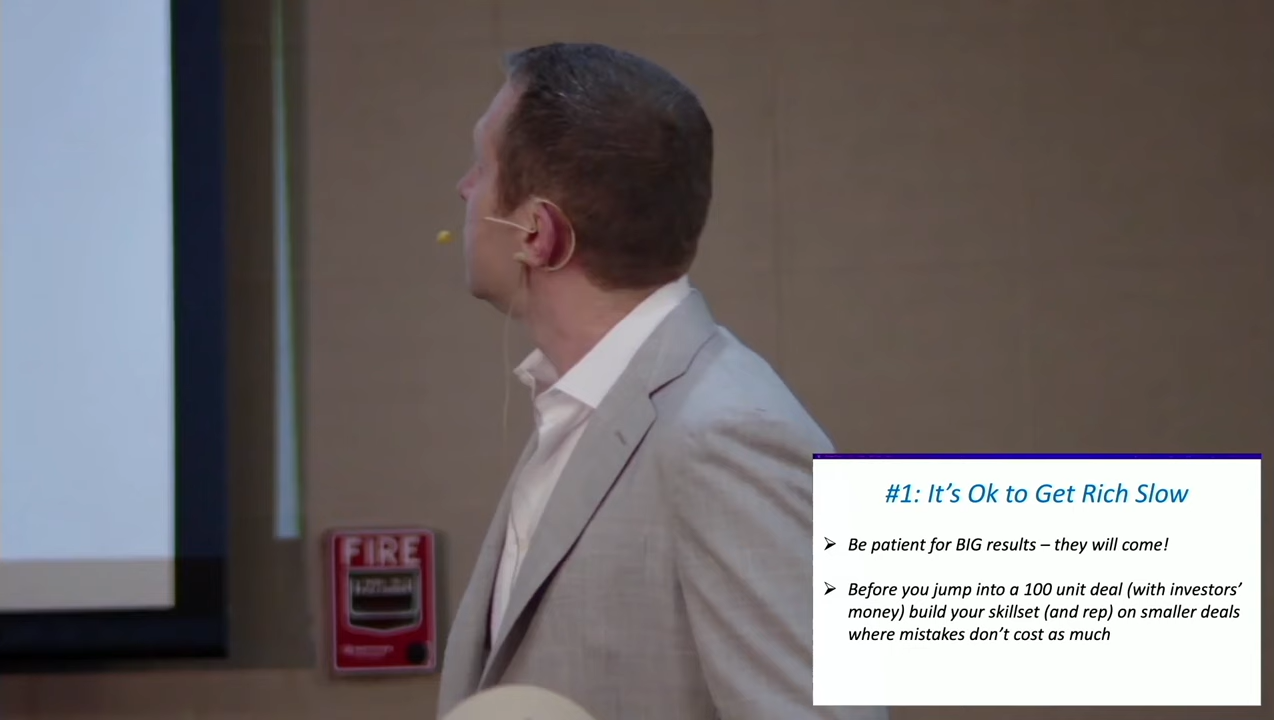 FIRE
#1: It's Ok to Get Rich Slow
➢ Be patient for BIG results – they will come!
➢ Before you jump into a 100 unit deal (with investors'
money) build your skillset (and rep) on smaller deals
where mistakes don't cost as much